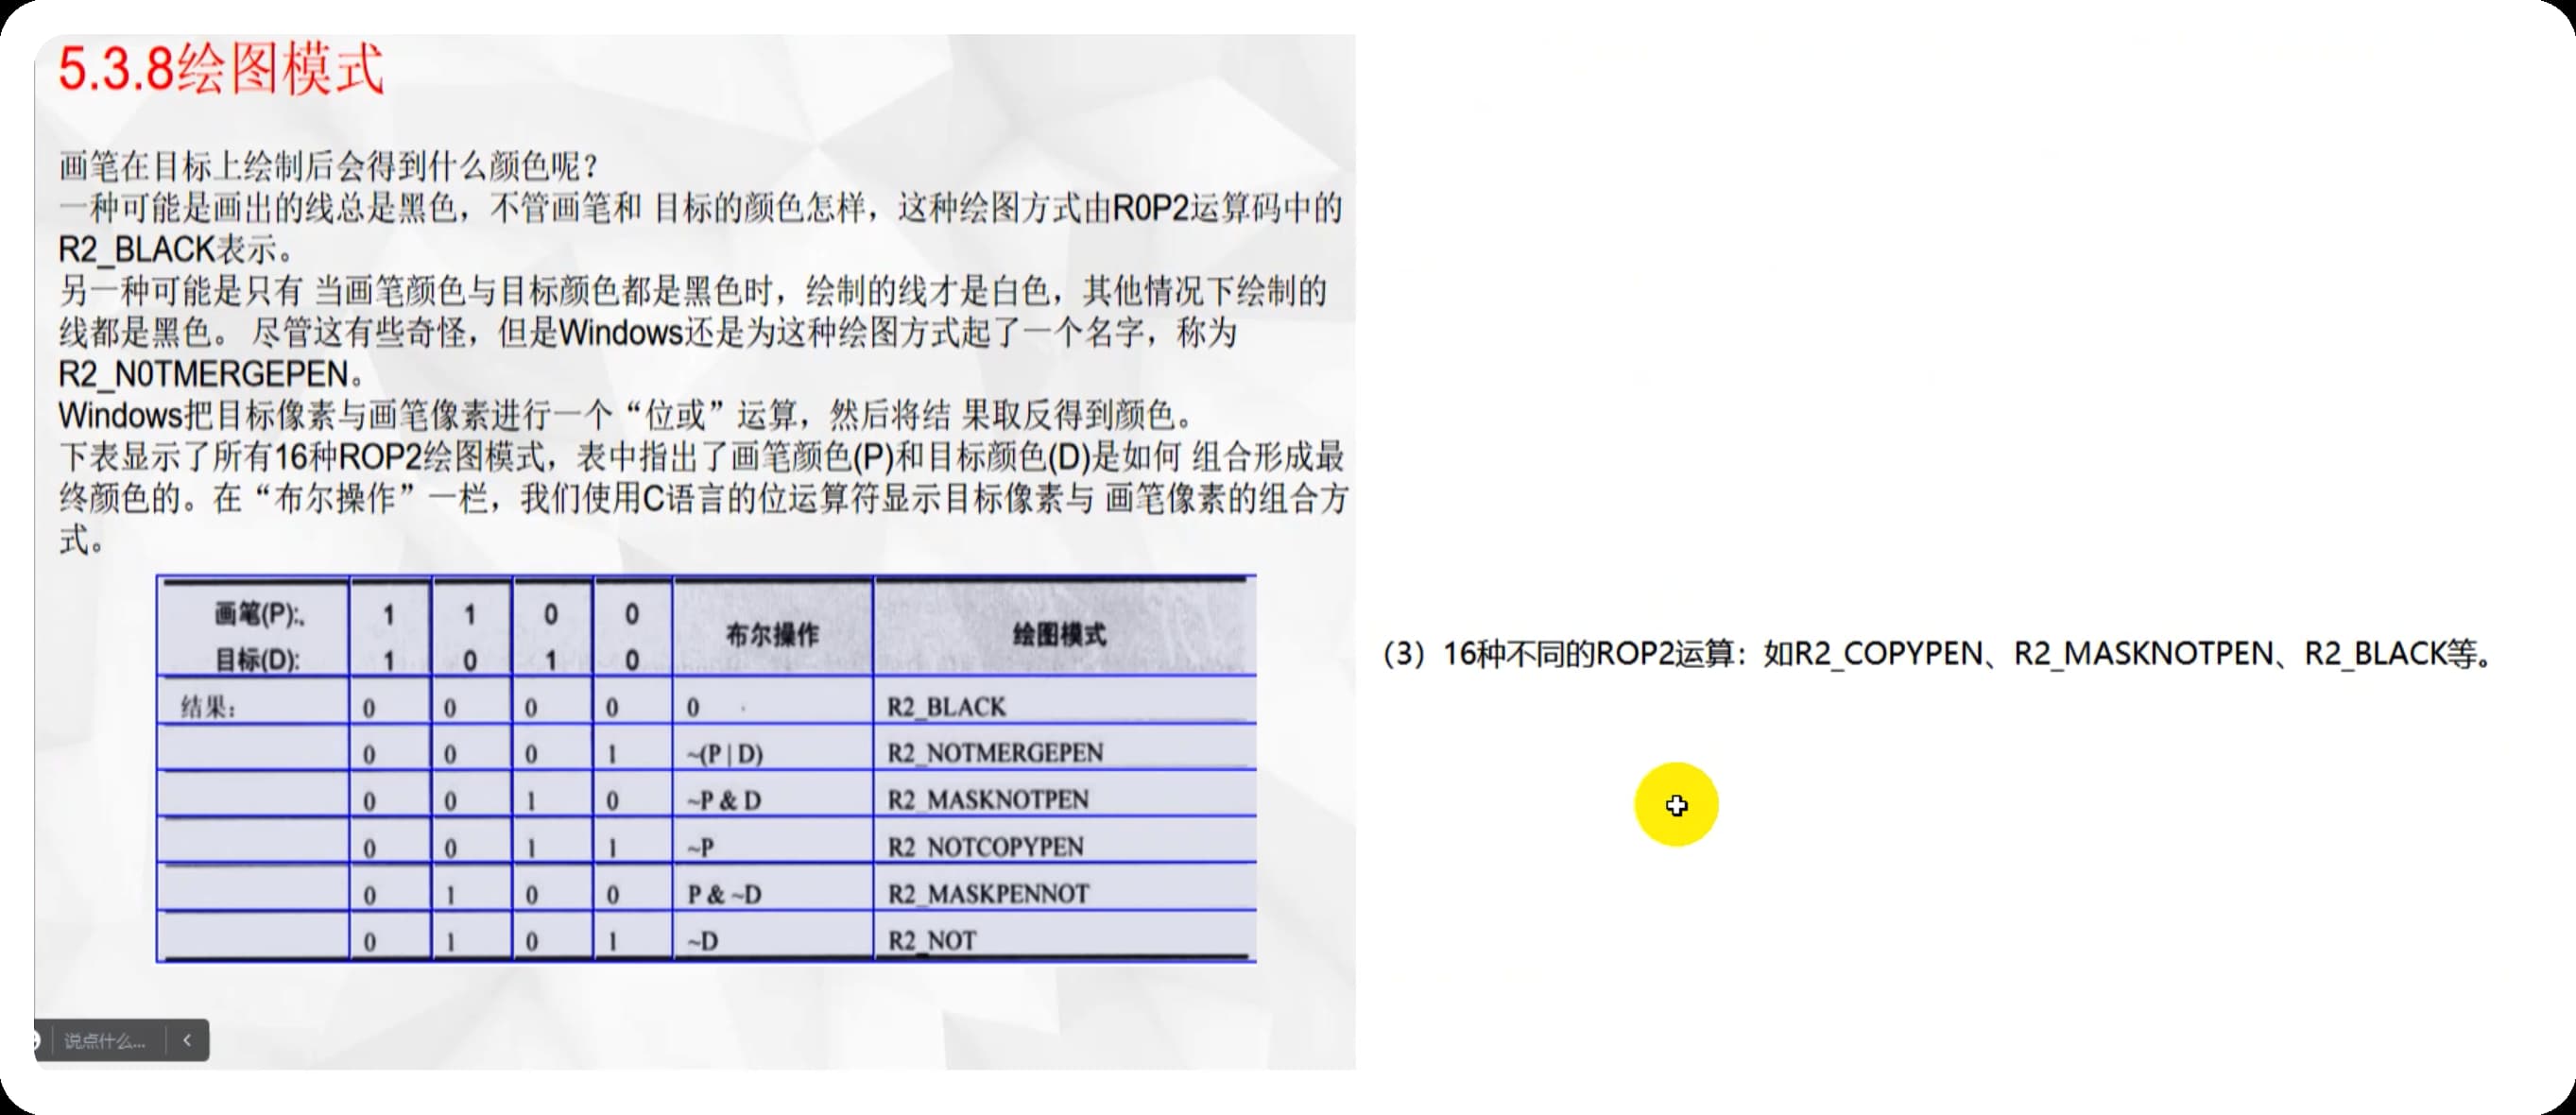 5.3.8绘图模式
画笔在目标上绘制后会得到什么颜色呢？
一种可能是画出的线总是黑色，不管画笔和 目标的颜色怎样，这种绘图方式由R0P2运算码中的
R2_BLACK表示。
另一种可能是只有 当画笔颜色与目标颜色都是黑色时，绘制的线才是白色，其他情况下绘制的
线都是黑色。 尽管这有些奇怪，但是Windows还是为这种绘图方式起了一个名字，称为
R2_N0TMERGEPEN。
Windows把目标像素与画笔像素进行一个“位或”运算，然后将结 果取反得到颜色。
下表显示了所有16种ROP2绘图模式，表中指出了画笔颜色(P)和目标颜色(D)是如何 组合形成最
终颜色的。在“布尔操作”一栏，我们使用C语言的位运算符显示目标像素与 画笔像素的组合方
式。
画笔(P):. 1 1 0 0
布尔操作 绘图模式
目标(D): 1 0 1 0
结果: 0 0 0 0 0 R2_BLACK
0 0 0 1 ~(P | D) R2_NOTMERGEPEN
0 0 1 0 ~P & D R2_MASKNOTPEN
0 0 1 1 ~P R2_NOTCOPYPEN
0 1 0 0 P & ~D R2_MASKPENNOT
0 1 0 1 ~D R2_NOT
说点什么...
（3）16种不同的ROP2运算：如R2_COPYPEN、R2_MASKNOTPEN、R2_BLACK等。